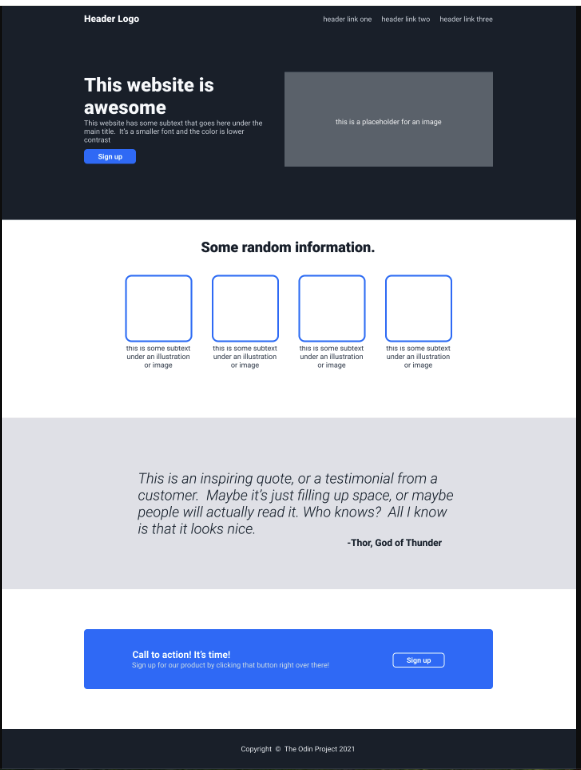 Header Logo
header link one   header link two   header link three
This website is
awesome
This website has some subtext that goes here under the
main title.  It's a smaller font and the color is lower
contrast
Sign up
this is a placeholder for an image
Some random information.
this is some subtext
under an illustration
or image
this is some subtext
under an illustration
or image
this is some subtext
under an illustration
or image
this is some subtext
under an illustration
or image
This is an inspiring quote, or a testimonial from a
customer.  Maybe it's just filling up space, or maybe
people will actually read it. Who knows?  All I know
is that it looks nice.
-Thor, God of Thunder
Call to action! It's time!
Sign up for our product by clicking that button right over there!
Sign up
Copyright © The Odin Project 2021